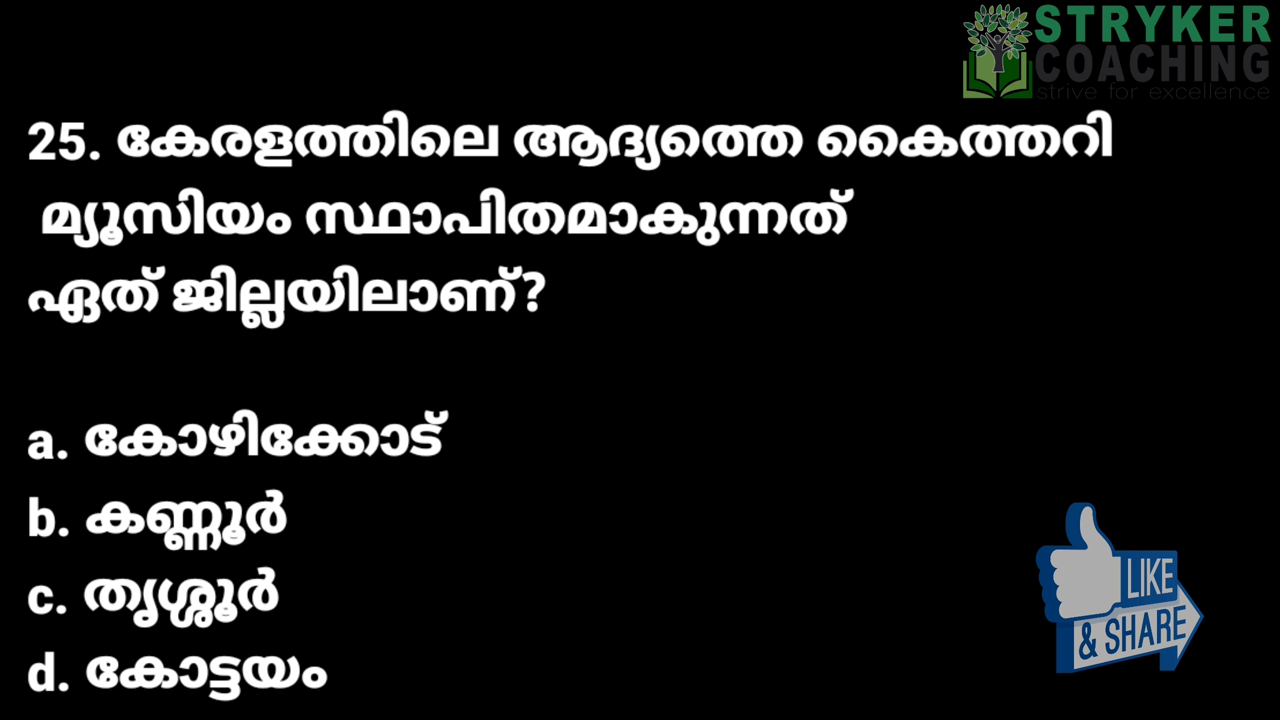 STRYKER
COACHING
strive for excellence
25. കേരളത്തിലെ ആദ്യത്തെ കൈത്തറി
മ്യൂസിയം സ്ഥാപിതമാകുന്നത്
ഏത് ജില്ലയിലാണ്?
a. കോഴിക്കോട്
b. കണ്ണൂർ
c. തൃശ്ശൂർ
d. കോട്ടയം
LIKE
& SHARE